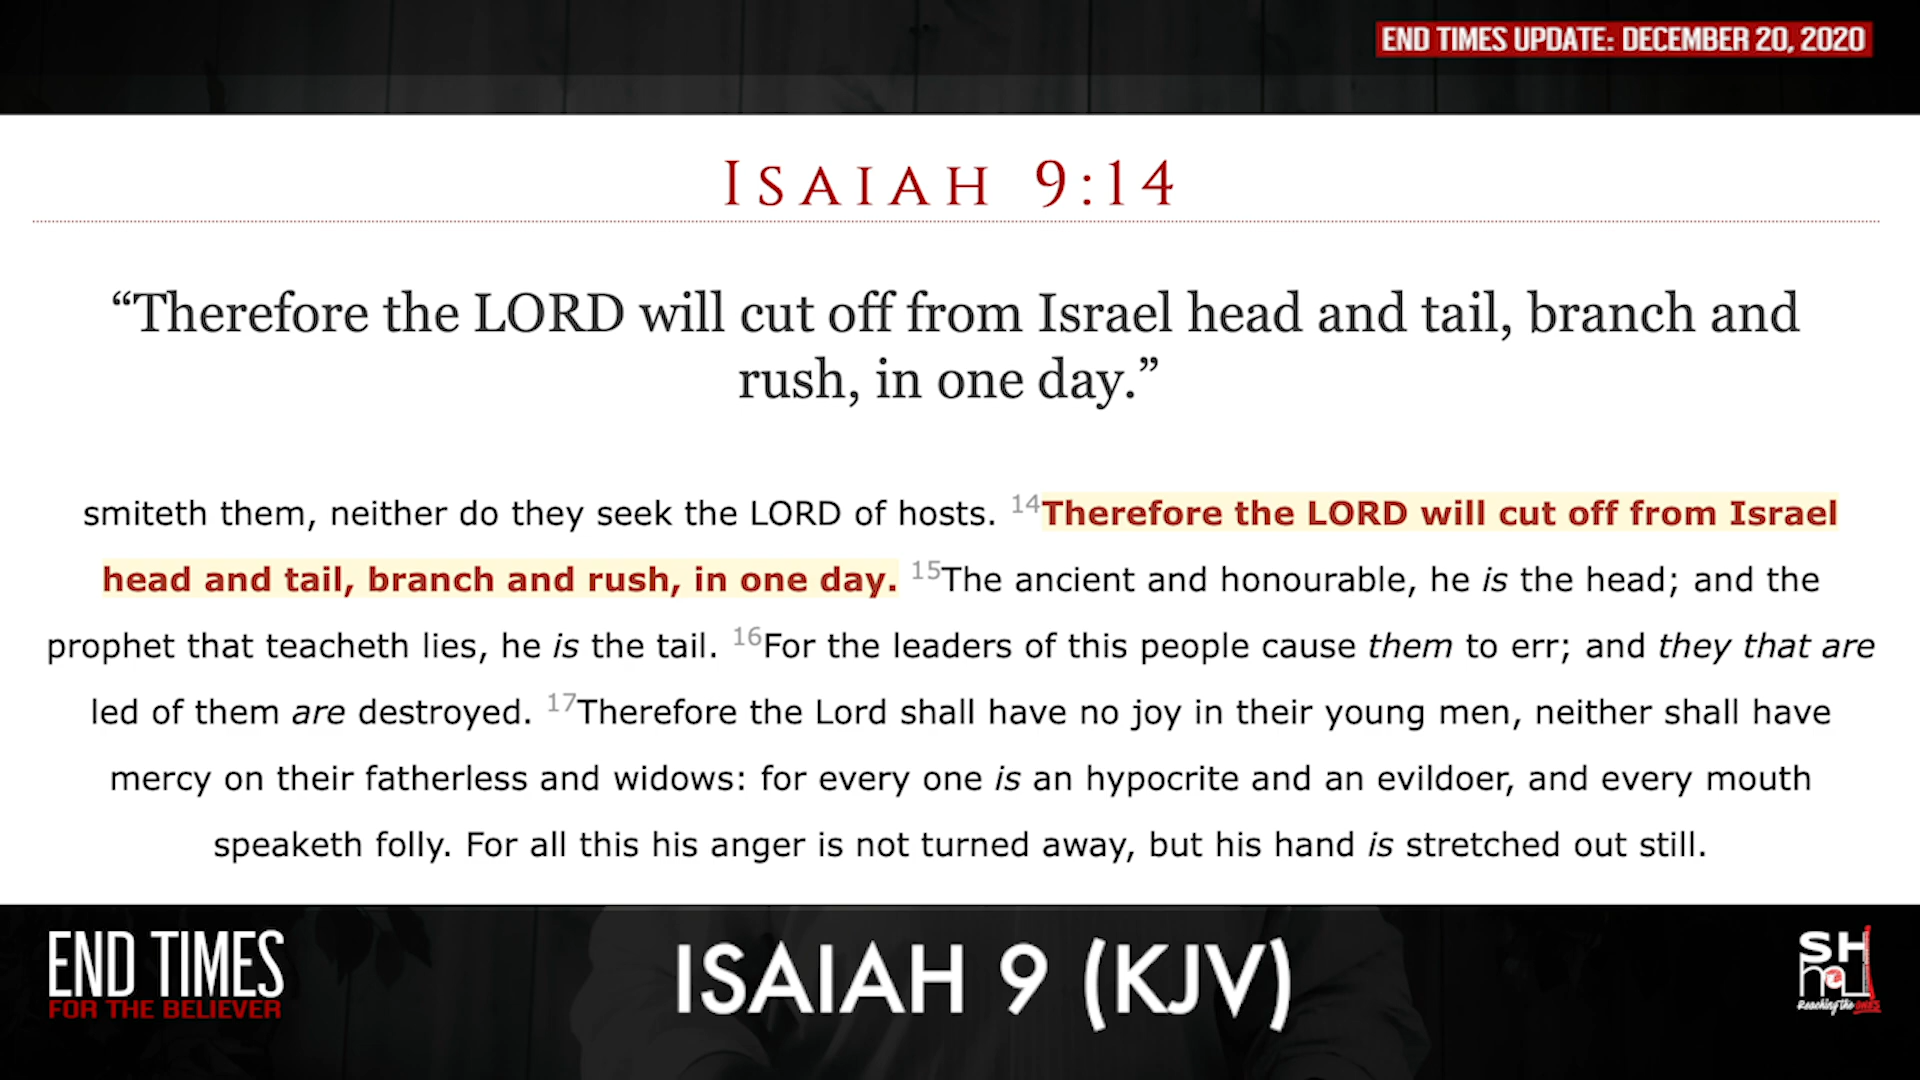 END TIMES UPDATE: DECEMBER 20, 2020
ISAIAH 9:14
“Therefore the LORD will cut off from Israel head and tail, branch and
rush, in one day.”
smiteth them, neither do they seek the LORD of hosts. 14Therefore the LORD will cut off from Israel
head and tail, branch and rush, in one day. 15The ancient and honourable, he is the head; and the
prophet that teacheth lies, he is the tail. 16For the leaders of this people cause them to err; and they that are
led of them are destroyed. 17Therefore the Lord shall have no joy in their young men, neither shall have
mercy on their fatherless and widows: for every one is an hypocrite and an evildoer, and every mouth
speaketh folly. For all this his anger is not turned away, but his hand is stretched out still.
END TIMES
FOR THE BELIEVER
ISAIAH 9 (KJV)
SH
Reaching the ONES